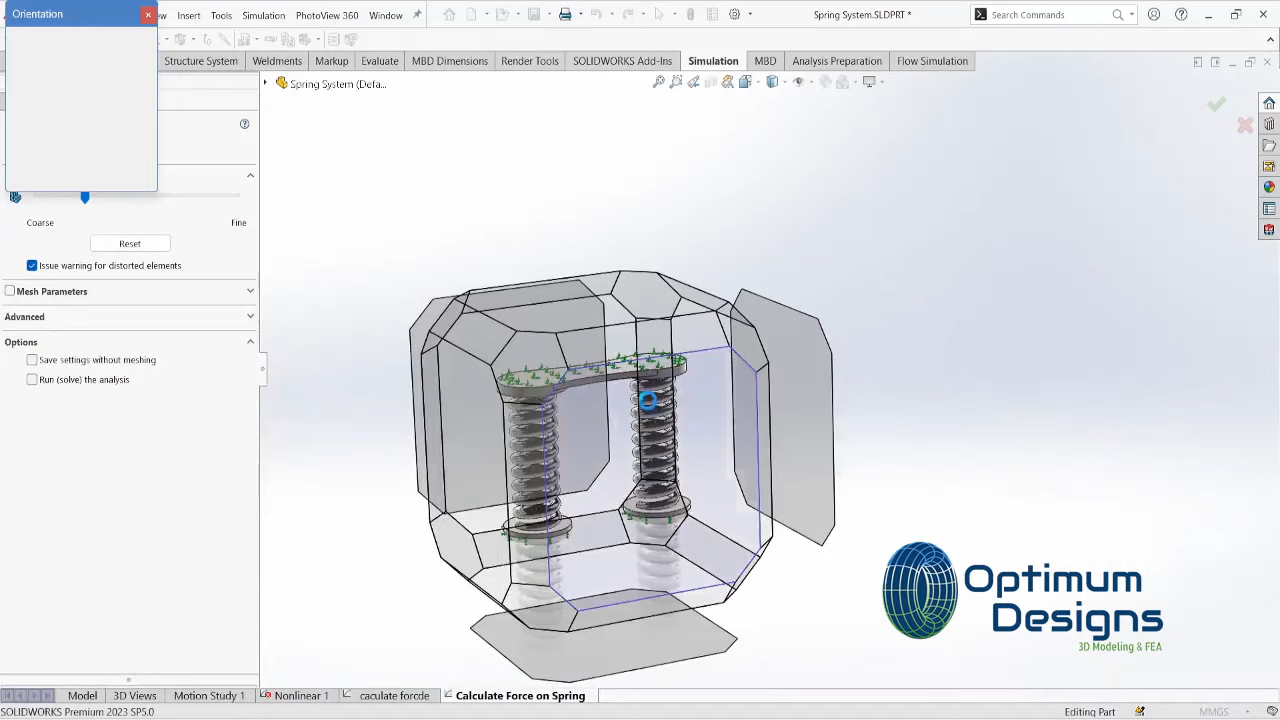 Orientation
Insert Tools Simulation PhotoView 360 Window
Spring System.SLDPRT *
Search Commands
Structure System Weldments Markup Evaluate MBD Dimensions Render Tools SOLIDWORKS Add-Ins Simulation MBD Analysis Preparation Flow Simulation
Spring System (Defa...
Coarse
Fine
Reset
Issue warning for distorted elements
Mesh Parameters
Advanced
Options
Save settings without meshing
Run (solve) the analysis
Optimum
Designs
3D Modeling & FEA
Model 3D Views Motion Study 1 Nonlinear 1 caculate forcde Calculate Force on Spring
SOLIDWORKS Premium 2023 SP5.0
Editing Part
MMGS